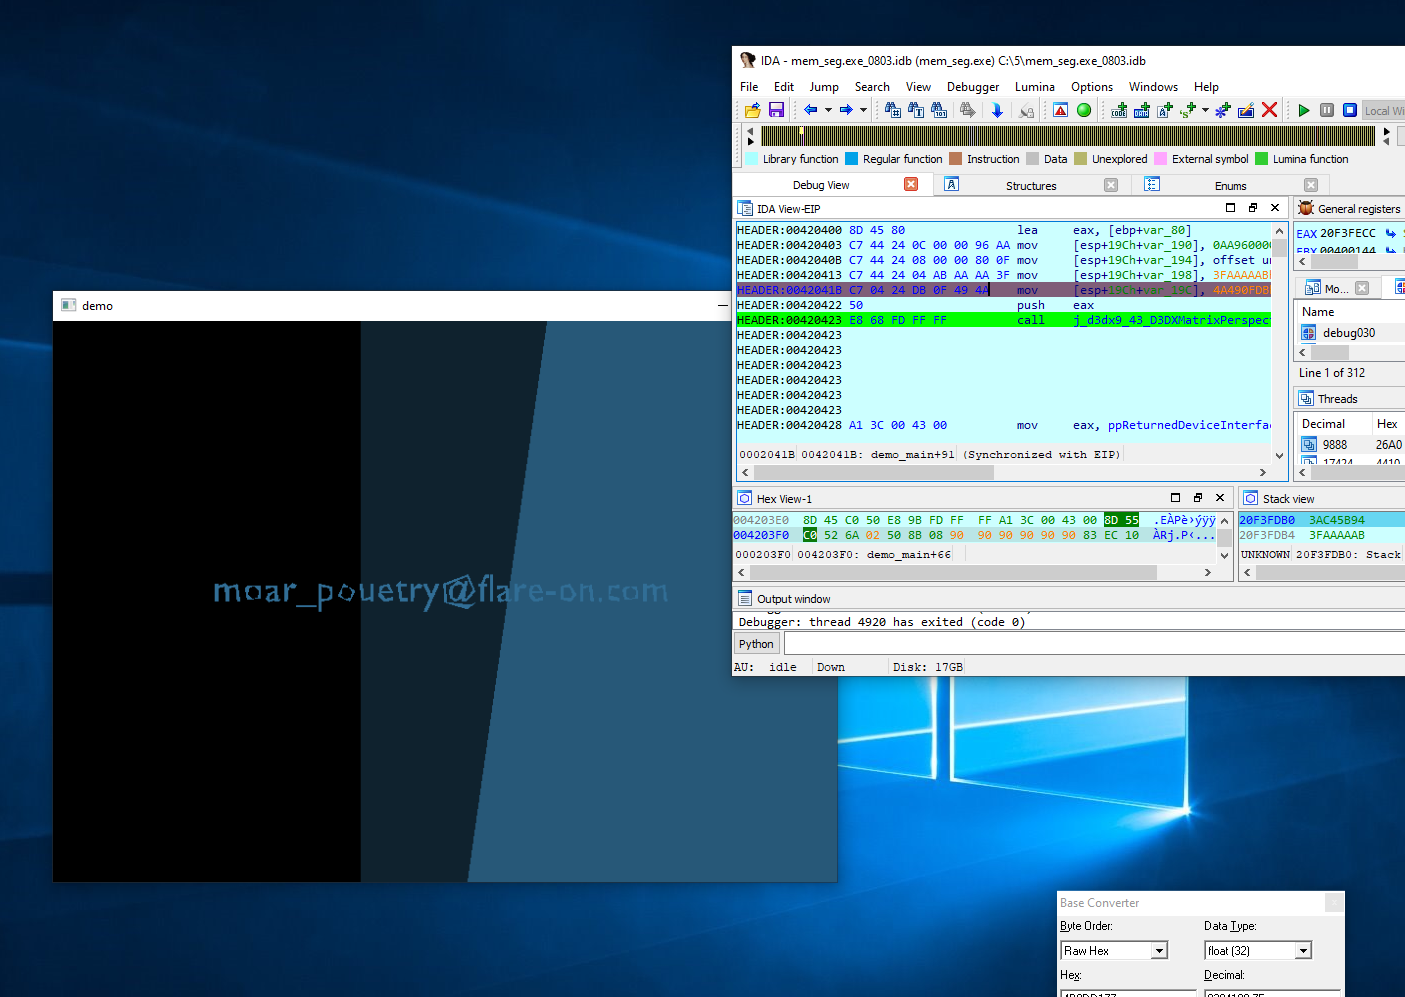 IDA - mem_seg.exe_0803.idb (mem_seg.exe) C:\5\mem_seg.exe_0803.idb
File Edit Jump Search View Debugger Lumina Options Windows Help
Local Wi
Library function Regular function Instruction Data Unexplored External symbol Lumina function
Debug View Structures Enums
IDA View-EIP
HEADER:00420400 8D 45 80 lea eax, [ebp+var_80]
HEADER:00420403 C7 44 24 0C 00 00 96 AA mov [esp+19Ch+var_190], 0AA96000
HEADER:0042040B C7 44 24 08 00 00 80 0F mov [esp+19Ch+var_194], offset u
HEADER:00420413 C7 44 24 04 AB AA AA 3F mov [esp+19Ch+var_198], 3FAAAAAB
HEADER:0042041B C7 04 24 DB 0F 49 4A mov [esp+19Ch+var_19C], 4A490FDB
HEADER:00420422 50 push eax
HEADER:00420423 E8 68 FD FF FF call j_d3dx9_43_D3DXMatrixPerspec
HEADER:00420423
HEADER:00420423
HEADER:00420423
HEADER:00420423
HEADER:00420423
HEADER:00420423
HEADER:00420428 A1 3C 00 43 00 mov eax, ppReturnedDeviceInterfa
0002041B 0042041B: demo_main+91 (Synchronized with EIP)
General registers
EAX 20F3FECC
EBX 00400144
Mo...
Name
debug030
Line 1 of 312
Threads
Decimal Hex
9888 26A0
17424 4410
Hex View-1
004203E0 8D 45 C0 50 E8 9B FD FF FF A1 3C 00 43 00 8D 55 .EÀPè›ýÿÿ
004203F0 C0 52 6A 02 50 8B 08 90 90 90 90 90 90 83 EC 10 ÀRj.P‹...
000203F0 004203F0: demo_main+66
Stack view
20F3FDB0 3AC45B94
20F3FDB4 3FAAAAAB
UNKNOWN 20F3FDB0: Stack
Output window
Debugger: thread 4920 has exited (code 0)
Python
AU: idle Down Disk: 17GB
demo
moar_pouetry@flare-on.com
Base Converter
Byte Order: Data Type:
Raw Hex float (32)
Hex: Decimal: